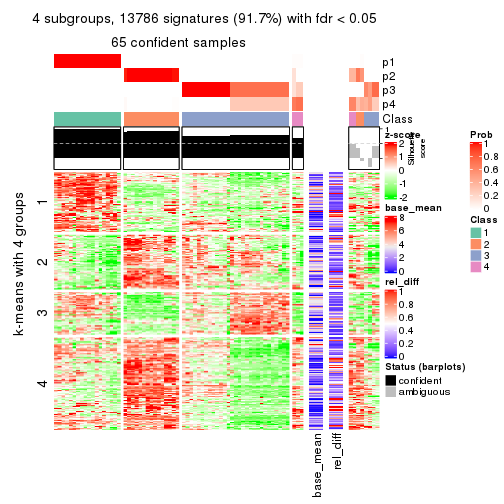 4 subgroups, 13786 signatures (91.7%) with fdr < 0.05
65 confident samples
p1
p2
p3
p4
Class
1
Silhouette
score
k-means with 4 groups
1
2
3
4
base_mean
rel_diff
z-score
2
1
0
-1
-2
base_mean
8
6
4
2
0
rel_diff
1
0.8
0.6
0.4
0.2
0
Status (barplots)
confident
ambiguous
Prob
1
0.8
0.6
0.4
0.2
0
Class
1
2
3
4